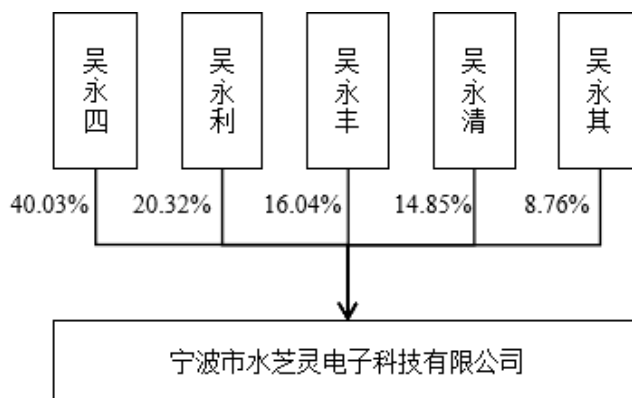 吴永四
吴永利
吴永丰
吴永清
吴永其
40.03%
20.32%
16.04%
14.85%
8.76%
宁波市水芝灵电子科技有限公司